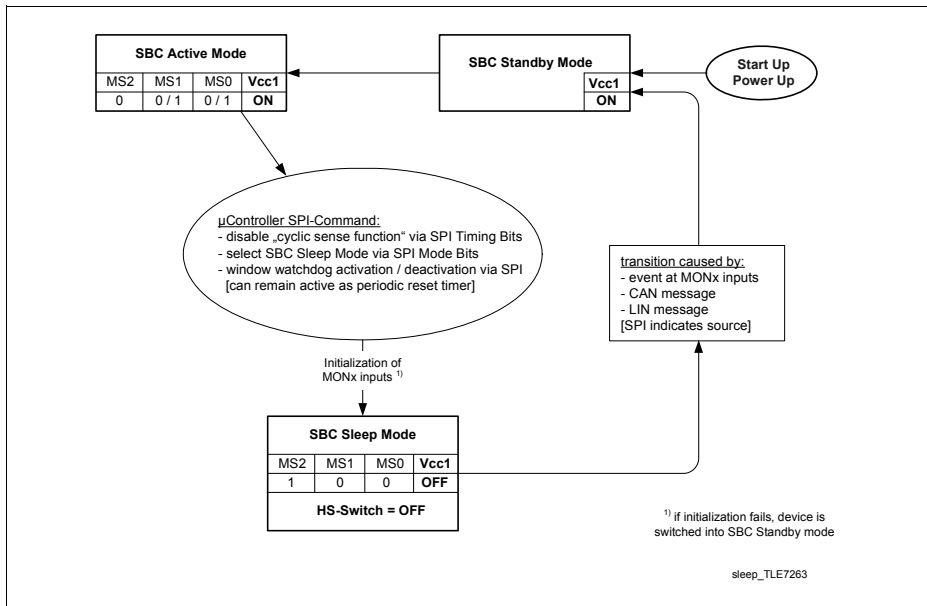 SBC Active Mode
MS2 MS1 MS0 Vcc1
0 0 / 1 0 / 1 ON
SBC Standby Mode
Vcc1
ON
Start Up
Power Up
µController SPI-Command:
- disable „cyclic sense function“ via SPI Timing Bits
- select SBC Sleep Mode via SPI Mode Bits
- window watchdog activation / deactivation via SPI
[can remain active as periodic reset timer]
transition caused by:
- event at MONx inputs
- CAN message
- LIN message
[SPI indicates source]
Initialization of
MONx inputs 1)
SBC Sleep Mode
MS2 MS1 MS0 Vcc1
1 0 0 OFF
HS-Switch = OFF
1) if initialization fails, device is
switched into SBC Standby mode
sleep_TLE7263